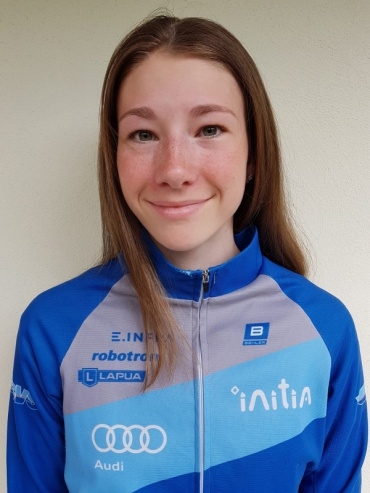 E.INFRA
robotron
LAPUA
Audi
B
initia